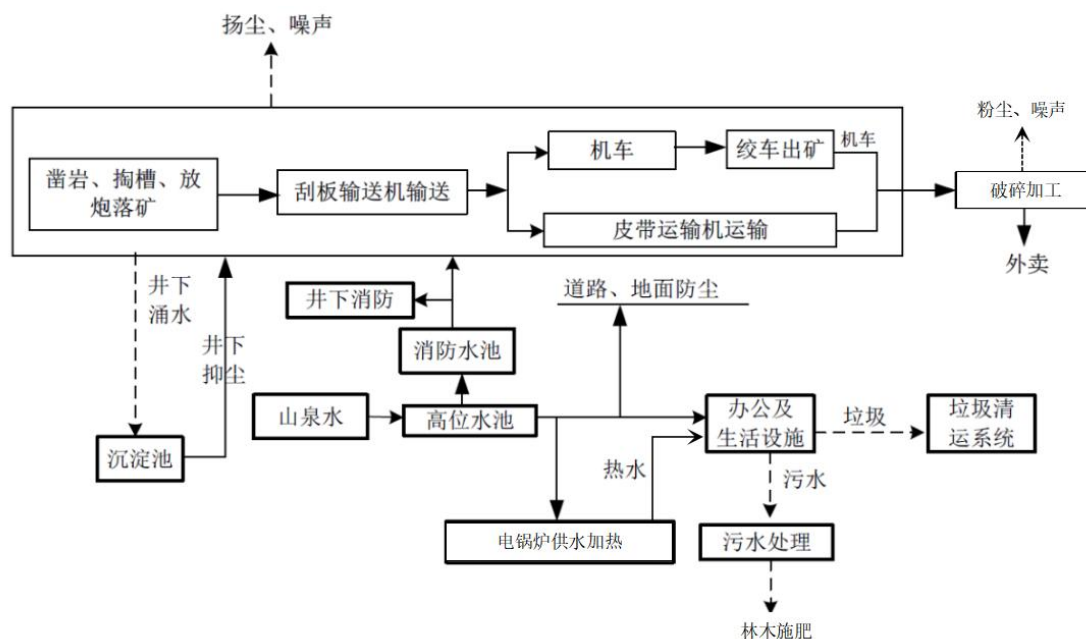 扬尘、噪声
粉尘、噪声
凿岩、掏槽、放
炮落矿
刮板输送机输送
机车
绞车出矿
机车
皮带运输机运输
破碎加工
外卖
井下
涌水
井下
抑尘
井下消防
消防水池
道路、地面防尘
山泉水
高位水池
办公及
生活设施
垃圾
垃圾清
运系统
沉淀池
热水
污水
电锅炉供水加热
污水处理
林木施肥